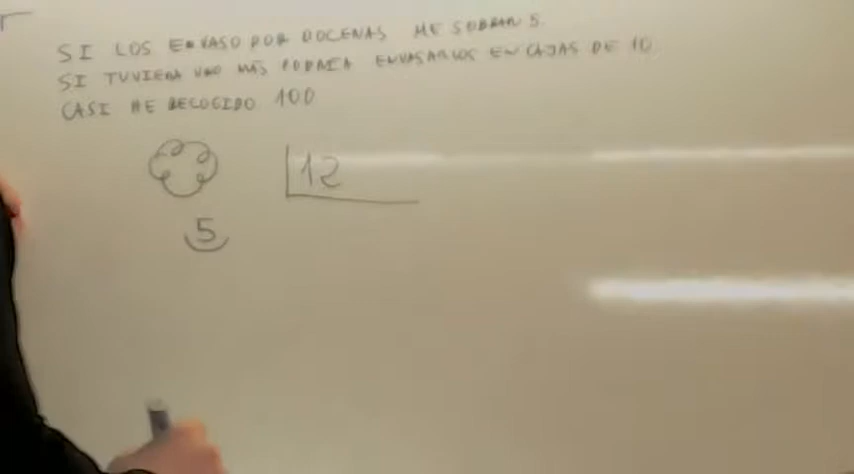 SI LOS ENVASO POR DOCENAS ME SOBRAN 5
SI TUVIERA UNO MÁS PODRÍA ENVASARLOS EN CAJAS DE 10
CASI HE RECOGIDO 100
12
5